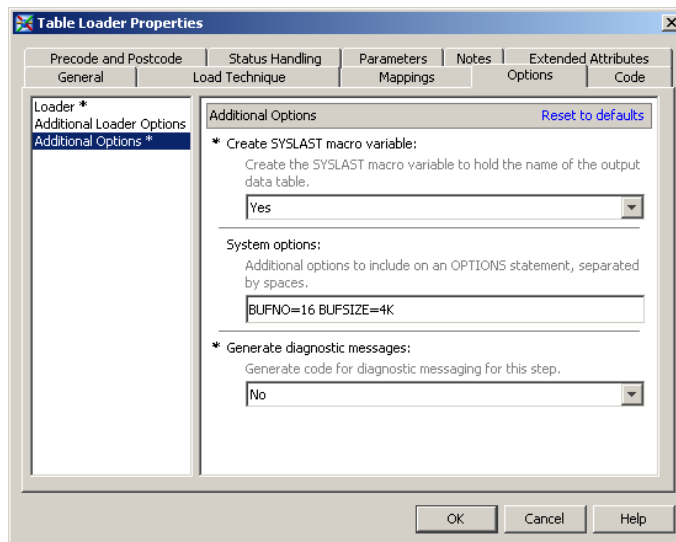 Table Loader Properties
Precode and Postcode Status Handling Parameters Notes Extended Attributes
General Load Technique Mappings Options Code
Loader *
Additional Loader Options
Additional Options *
Additional Options Reset to defaults
* Create SYSLAST macro variable:
Create the SYSLAST macro variable to hold the name of the output
data table.
Yes
System options:
Additional options to include on an OPTIONS statement, separated
by spaces.
BUFNO=16 BUFSIZE=4K
* Generate diagnostic messages:
Generate code for diagnostic messaging for this step.
No
OK Cancel Help